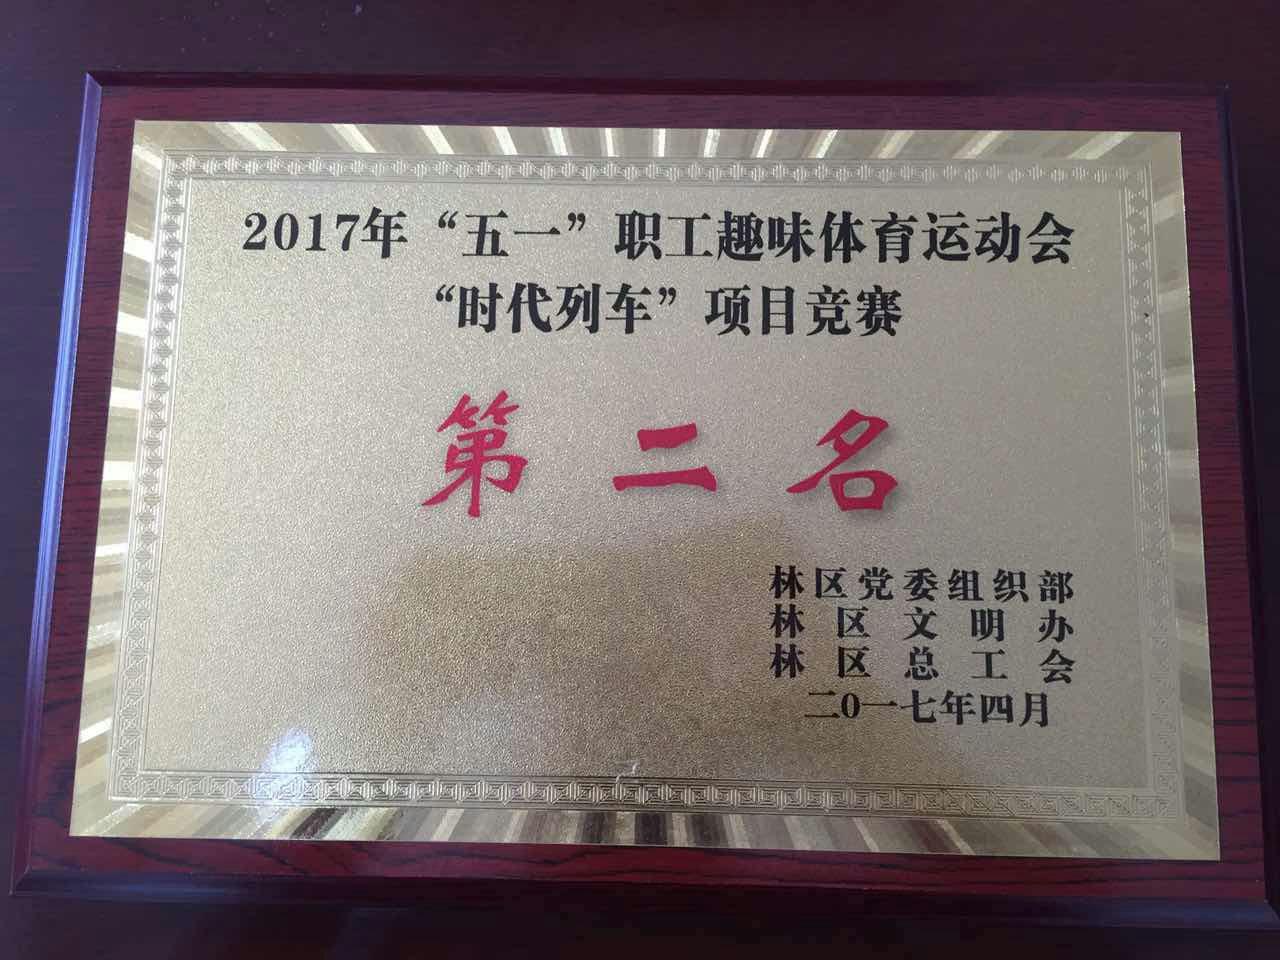 2017年“五一”职工趣味体育运动会
“时代列车”项目竞赛
第二名
林区党委组织部
林区文明办
林区总工会
二0一七年四月